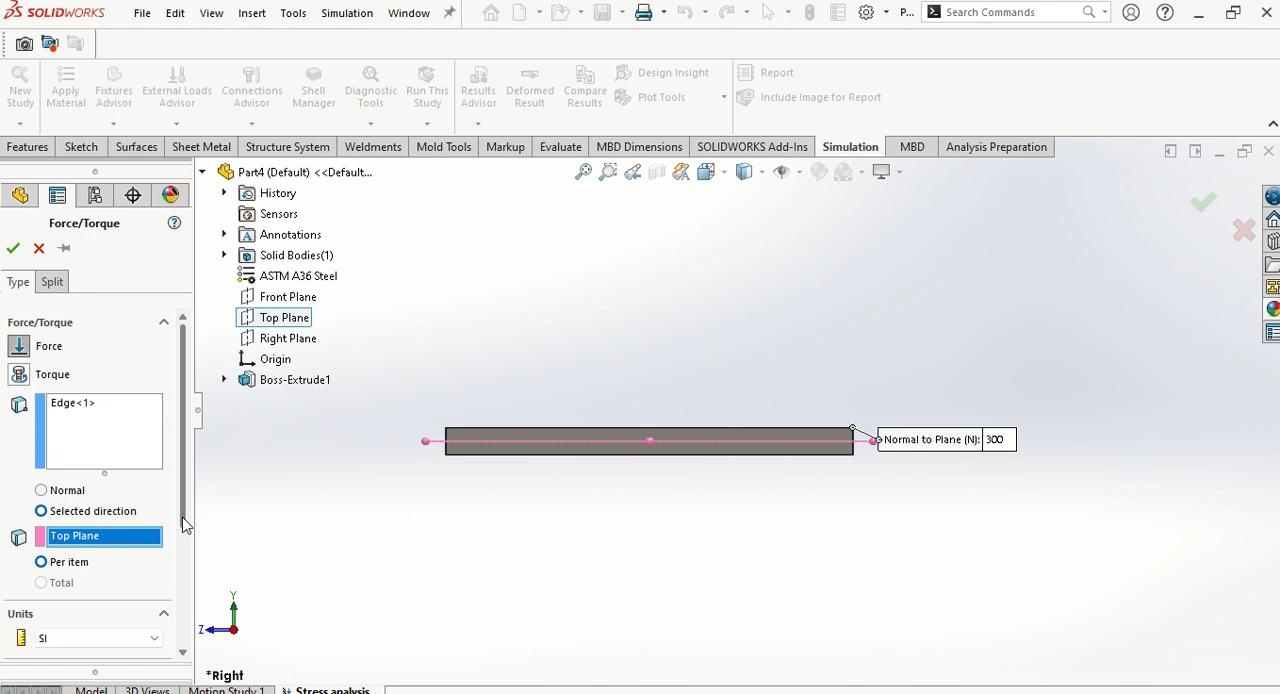 SOLIDWORKS File Edit View Insert Tools Simulation Window P... Search Commands
New Study
Apply Material
Fixtures Advisor
External Loads Advisor
Connections Advisor
Shell Manager
Diagnostic Tools
Run This Study
Results Advisor
Deformed Result
Compare Results
Design Insight
Plot Tools
Report
Include Image for Report
Features Sketch Surfaces Sheet Metal Structure System Weldments Mold Tools Markup Evaluate MBD Dimensions SOLIDWORKS Add-Ins Simulation MBD Analysis Preparation
Part4 (Default) <<Default...
History
Sensors
Annotations
Solid Bodies(1)
ASTM A36 Steel
Front Plane
Top Plane
Right Plane
Origin
Boss-Extrude1
Force/Torque
Type Split
Force/Torque
Force
Torque
Edge<1>
Normal
Selected direction
Top Plane
Per item
Total
Units
SI
Normal to Plane (N): 300
Y
Z
*Right
Model 3D Views Motion Study 1 Stress analysis